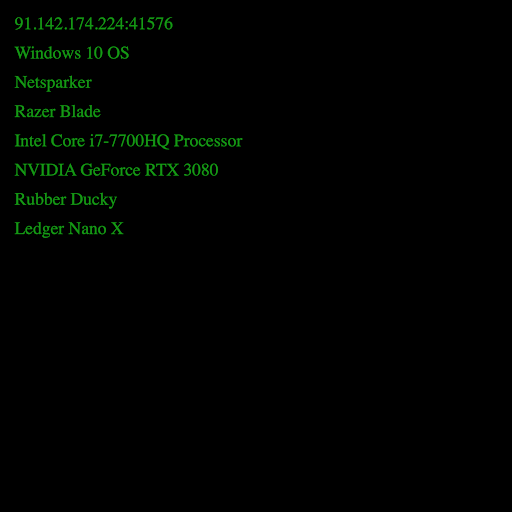 91.142.174.224:41576
Windows 10 OS
Netsparker
Razer Blade
Intel Core i7-7700HQ Processor
NVIDIA GeForce RTX 3080
Rubber Ducky
Ledger Nano X